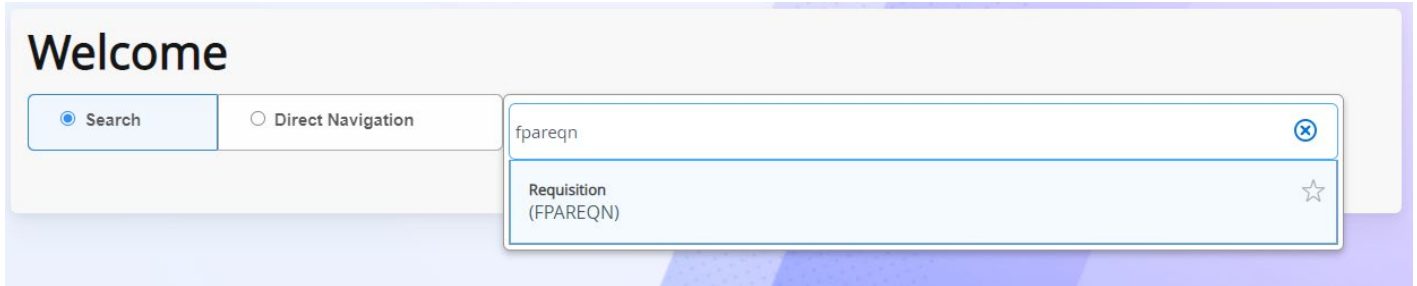 Welcome
Search
Direct Navigation
fpareqn
Requisition
(FPAREQN)